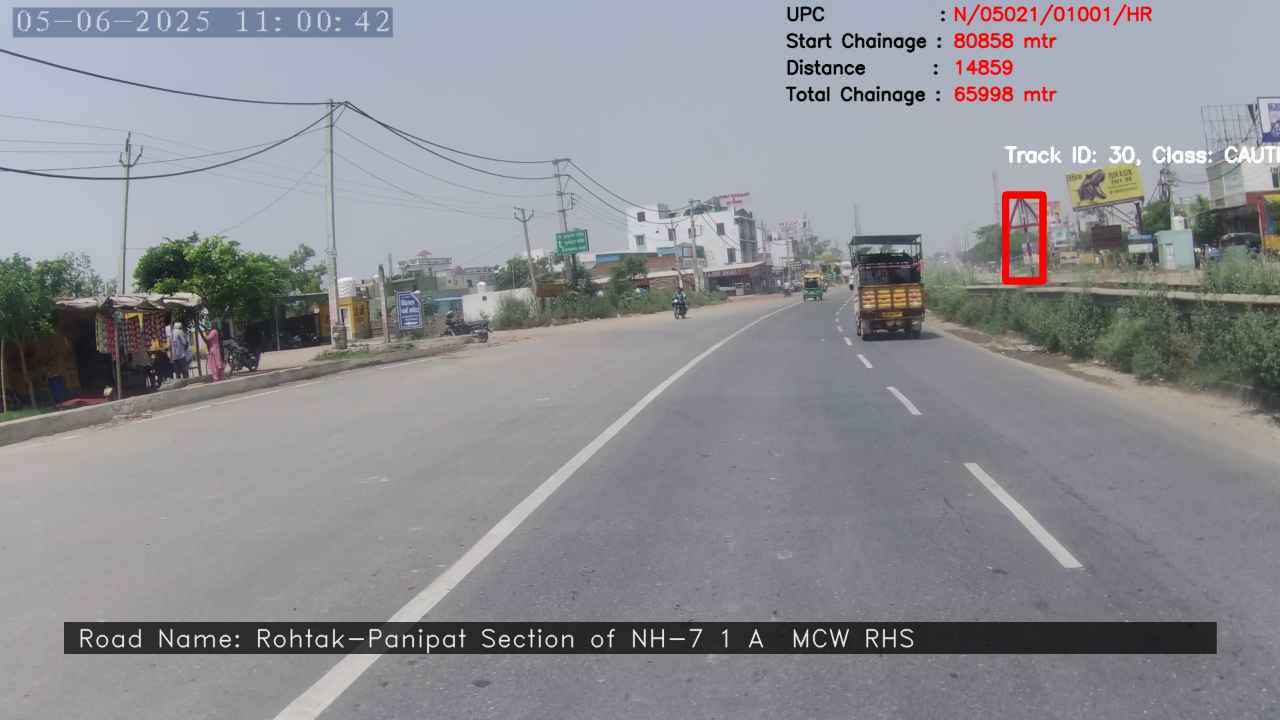 05-06-2025 11:00:42
UPC : N/05021/01001/HR
Start Chainage : 80858 mtr
Distance : 14859
Total Chainage : 65998 mtr
Track ID: 30, Class: CAUTI
Road Name: Rohtak-Panipat Section of NH-7 1 A MCW RHS